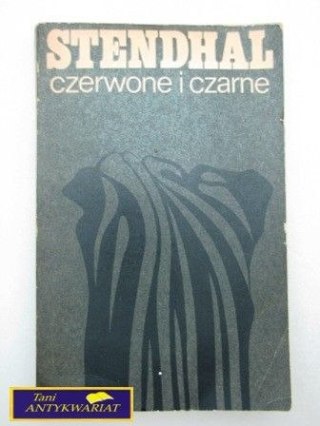 STENDHAL
czerwone i czarne
Tani
ANTYKWARIAT